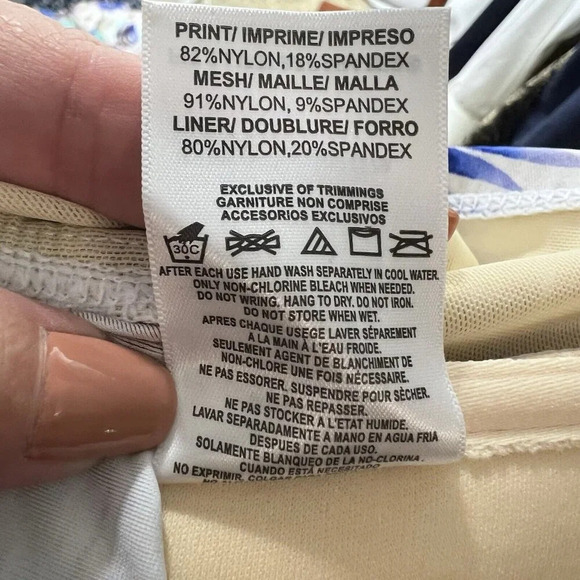 PRINT/ IMPRIME/ IMPRESO
82%NYLON,18%SPANDEX
MESH/ MAILLE/ MALLA
91%NYLON, 9%SPANDEX
LINER/ DOUBLURE/ FORRO
80%NYLON,20%SPANDEX
EXCLUSIVE OF TRIMMINGS
GARNITURE NON COMPRISE
ACCESORIOS EXCLUSIVOS
30C
AFTER EACH USE HAND WASH SEPARATELY IN COOL WATER.
ONLY NON-CHLORINE BLEACH WHEN NEEDED.
DO NOT WRING. HANG TO DRY. DO NOT IRON.
DO NOT STORE WHEN WET.
APRES CHAQUE USEGE LAVER SÉPAREMENT
A LA MAIN À L'EAU FROIDE.
SEULEMENT AGENT DE BLANCHIMENT DE
NON-CHLORE UNE FOIS NÉCESSAIRE.
NE PAS ESSORER. SUSPENDRE POUR SÈCHER.
NE PAS REPASSER.
NE PAS STOCKER A L'ETAT HUMIDE.
LAVAR SEPARADAMENTE A MANO EN AGUA FRIA
DESPUES DE CADA USO.
SOLAMENTE BLANQUEO DE LA NO-CLORINA.
CUANDO ESTÁ NECESITADO
NO EXPRIMIR.